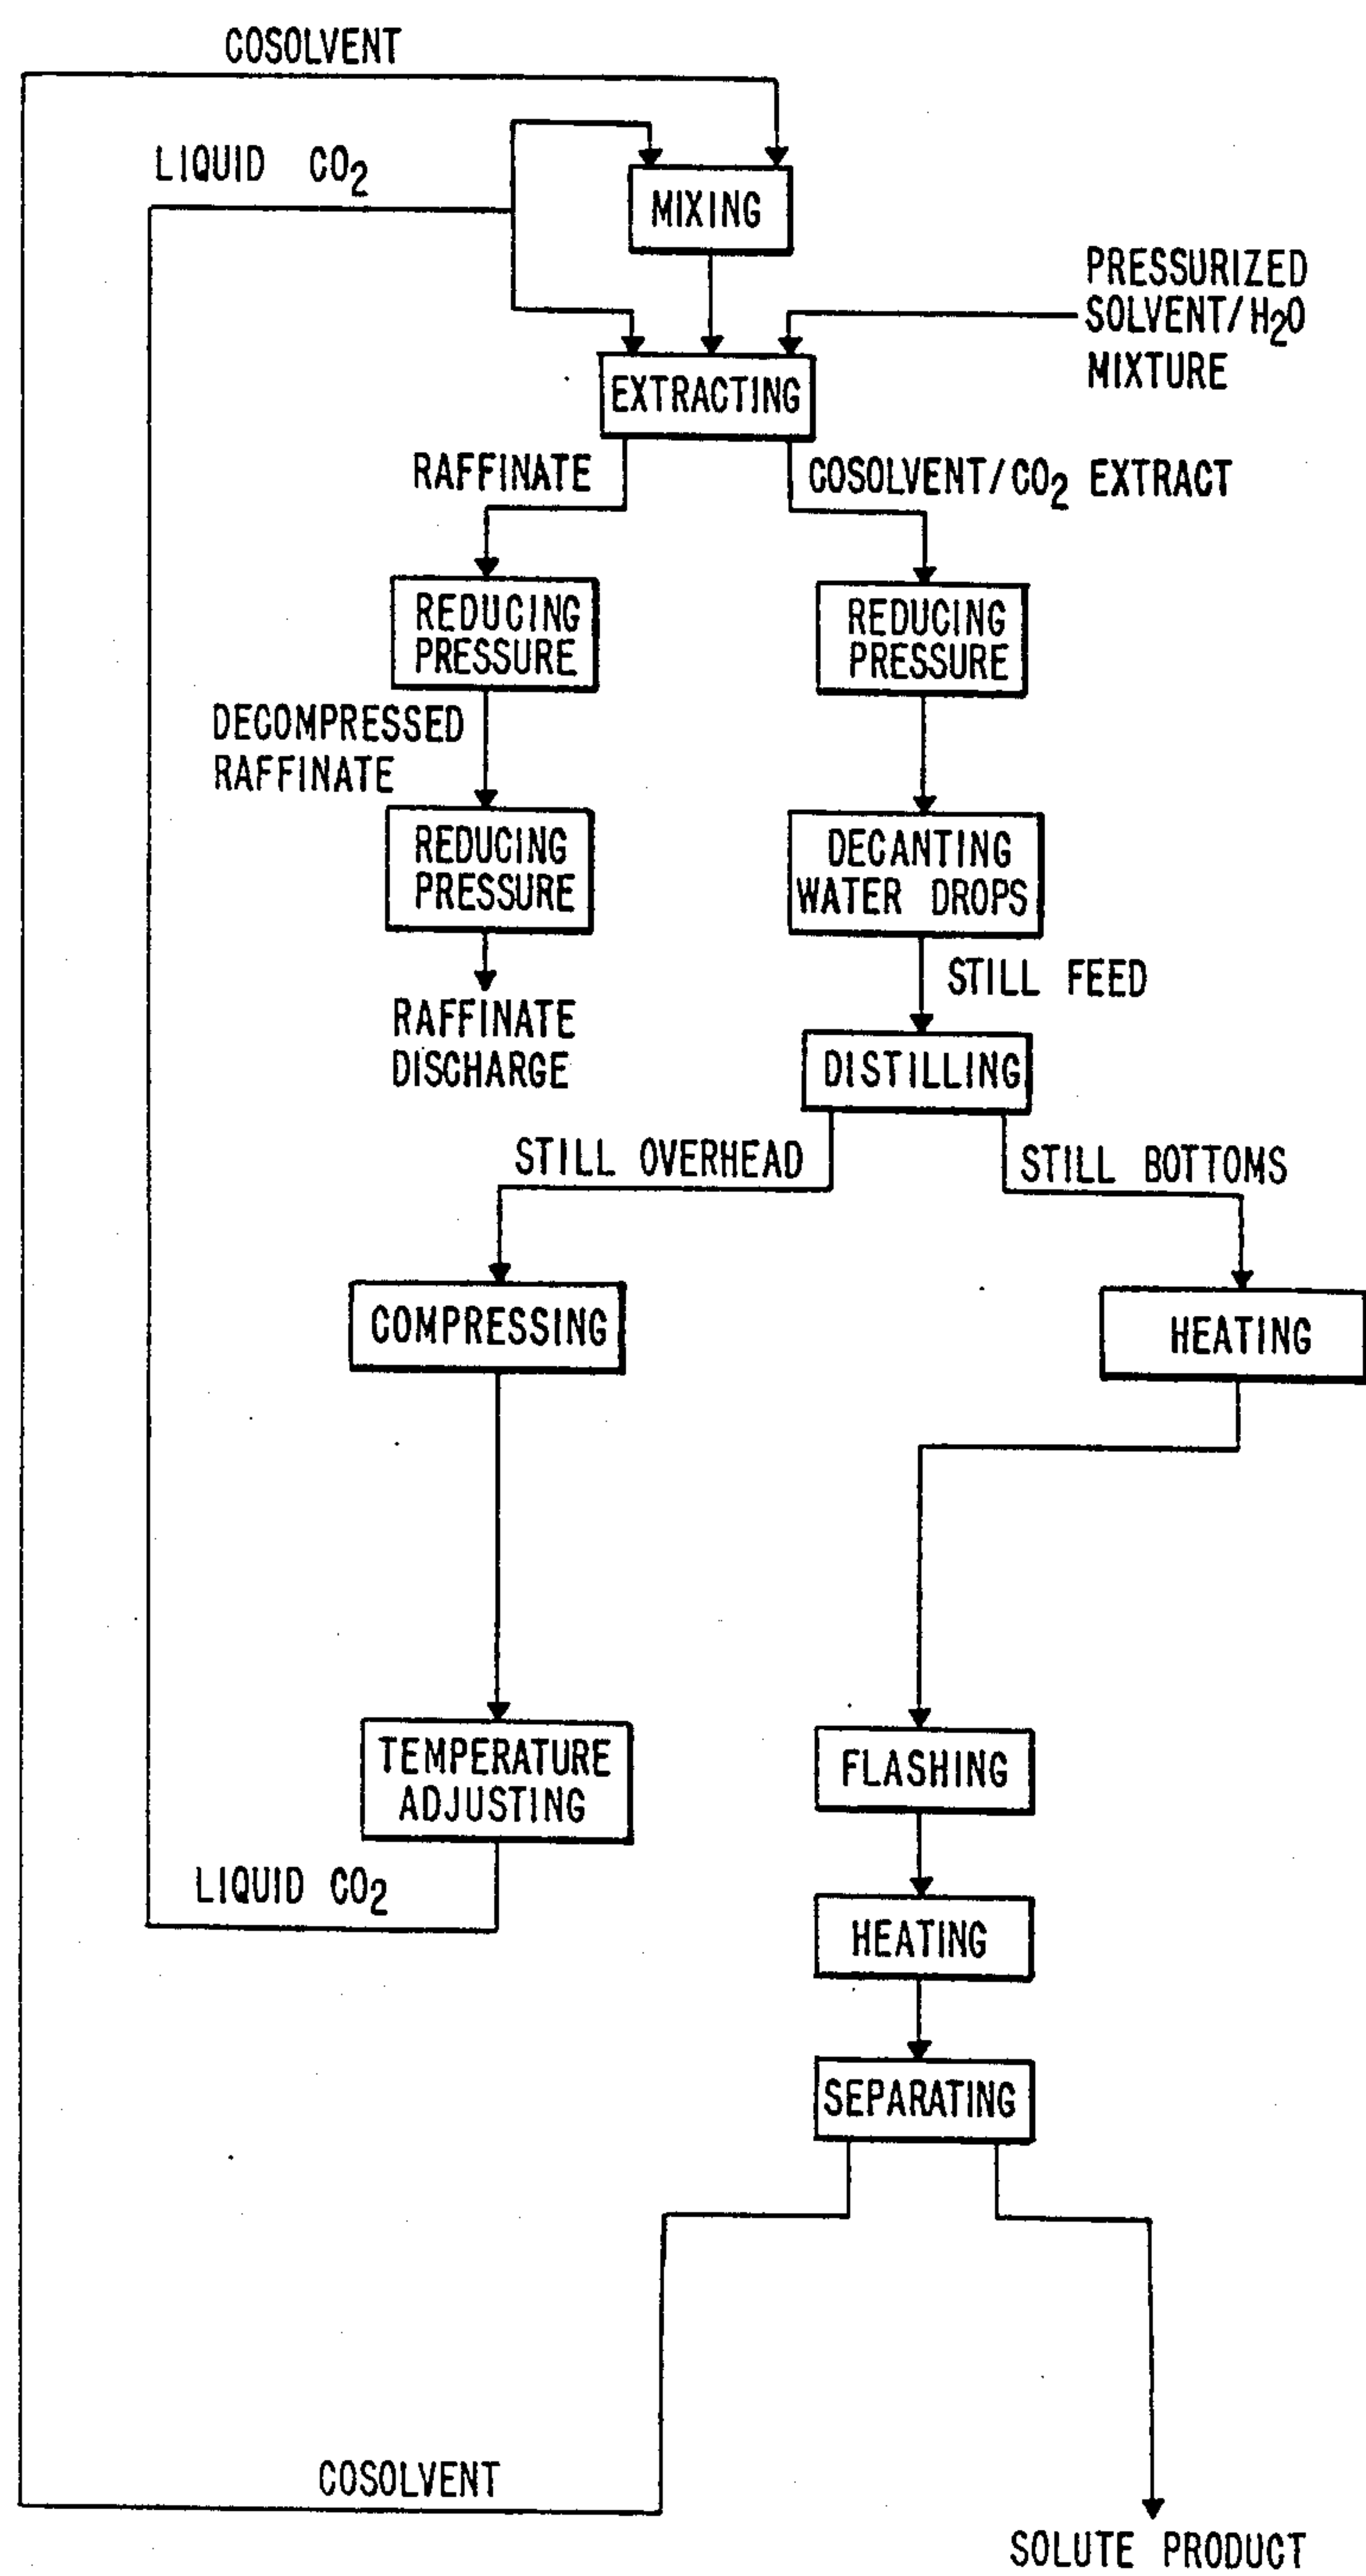 COSOLVENT
LIQUID CO2
MIXING
PRESSURIZED
SOLVENT/H2O
MIXTURE
EXTRACTING
RAFFINATE
COSOLVENT/CO2 EXTRACT
REDUCING
PRESSURE
REDUCING
PRESSURE
DECOMPRESSED
RAFFINATE
REDUCING
PRESSURE
DECANTING
WATER DROPS
STILL FEED
RAFFINATE
DISCHARGE
DISTILLING
STILL OVERHEAD
STILL BOTTOMS
COMPRESSING
HEATING
TEMPERATURE
ADJUSTING
FLASHING
LIQUID CO2
HEATING
SEPARATING
COSOLVENT
SOLUTE PRODUCT